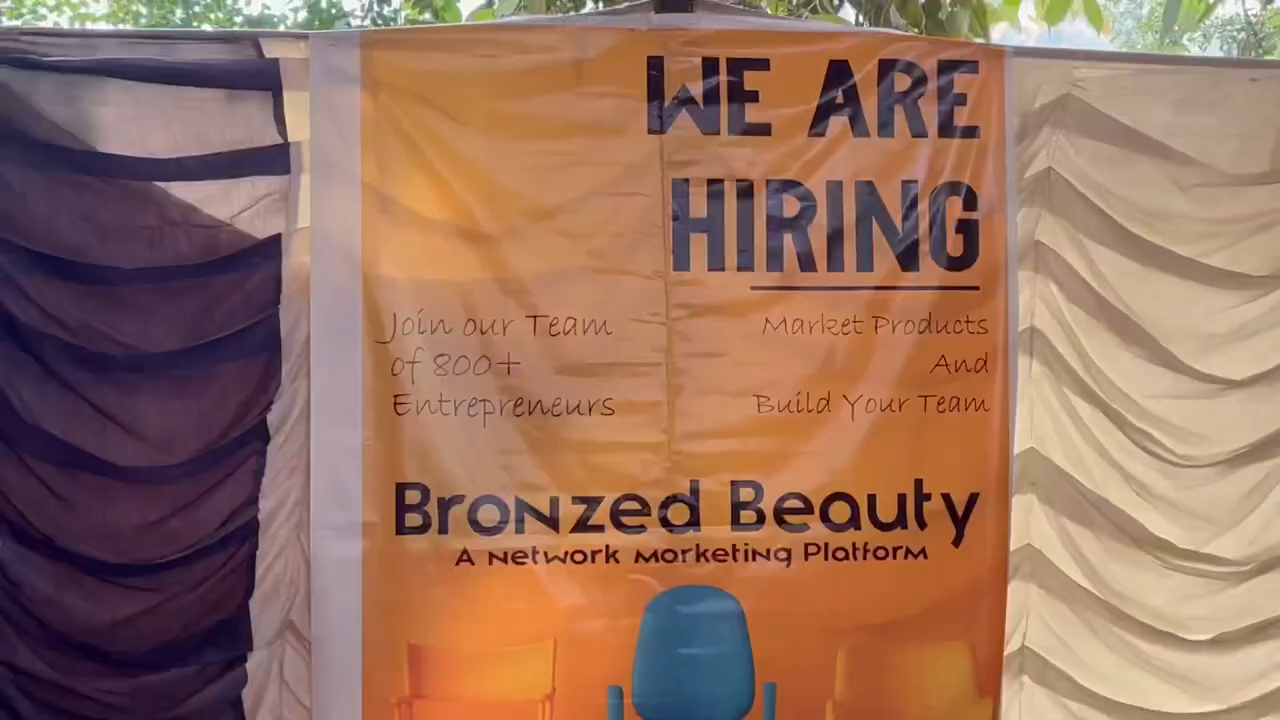 WE ARE
HIRING
Join our Team
of 800+
Entrepreneurs
Market Products
And
Build Your Team
Bronzed Beauty
A Network Marketing Platform